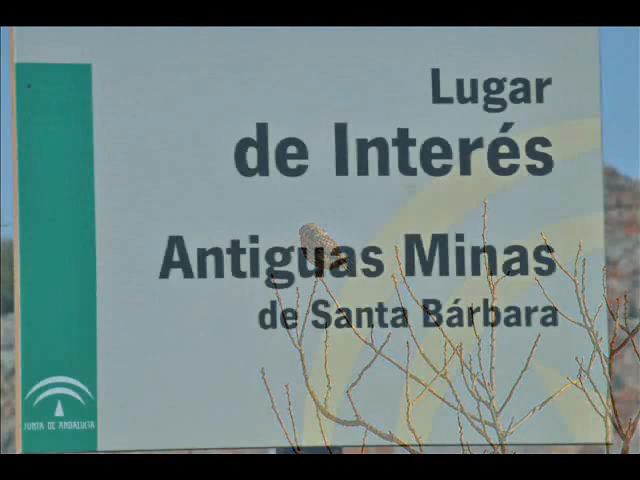 Lugar
de Interés
Antiguas Minas
de Santa Bárbara
JUNTA DE ANDALUCIA